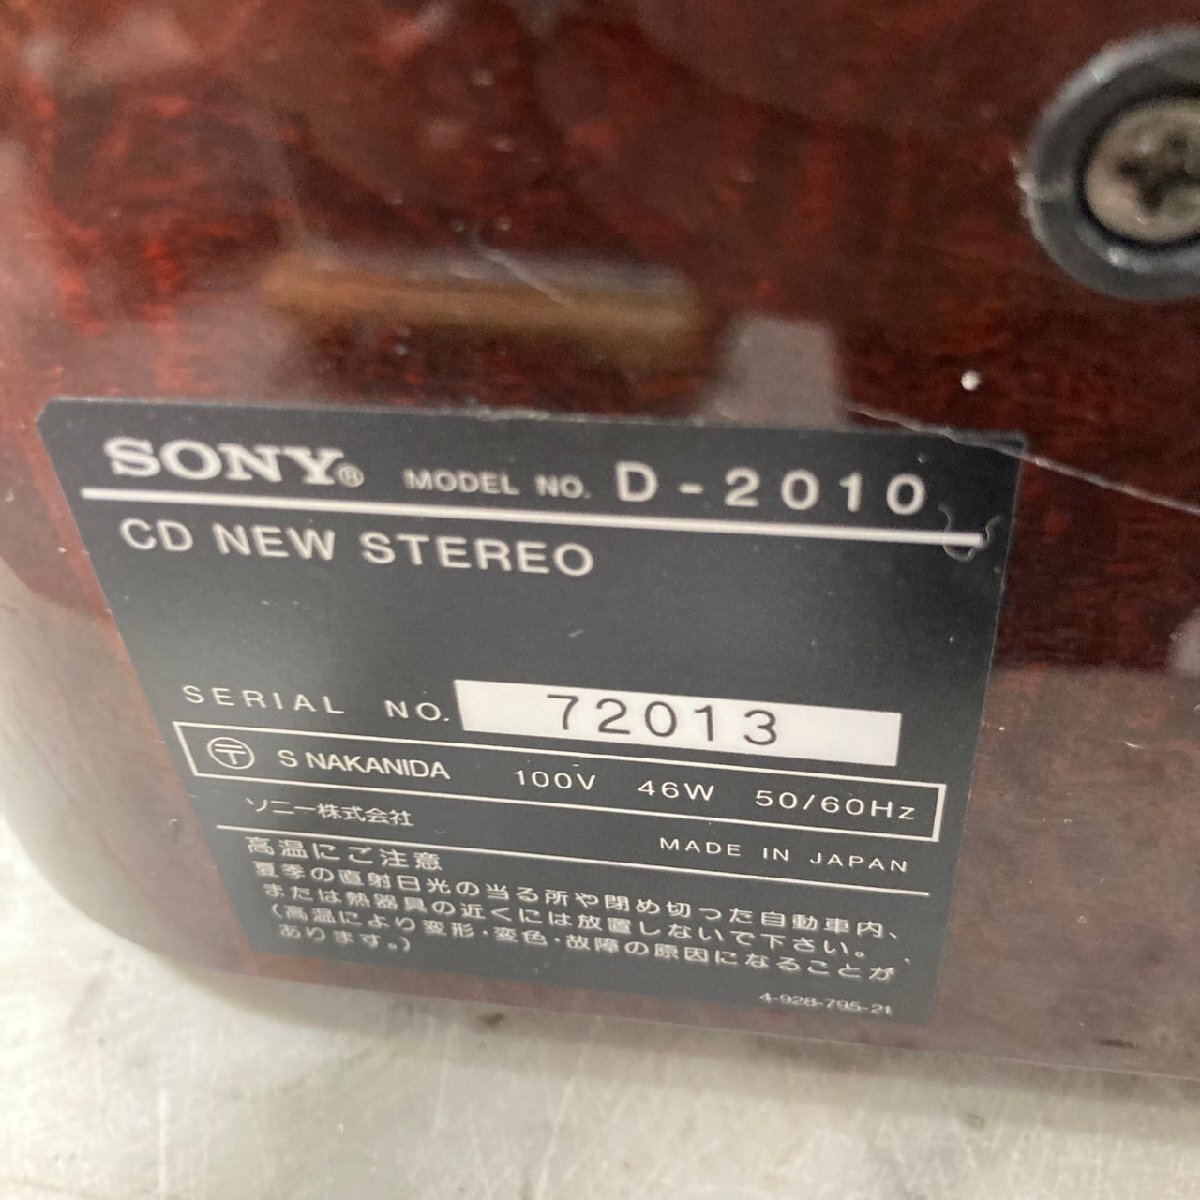 SONY® MODEL NO. D-2010
CD NEW STEREO
SERIAL NO. 72013
〒 S NAKANIDA 100V 46W 50/60Hz
ソニー株式会社
MADE IN JAPAN
高温にご注意
夏季の直射日光の当る所や閉め切った自動車内、
または熱器具の近くには放置しないで下さい。
(高温により変形・変色・故障の原因になることが
あります。)
4-928-795-21